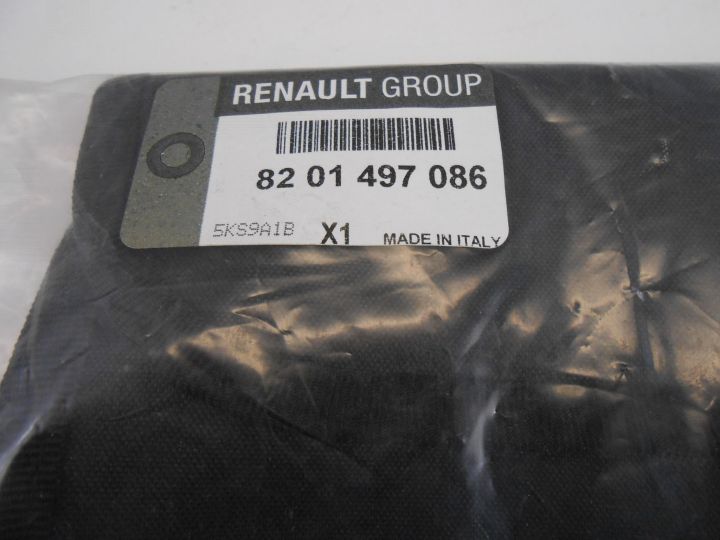 RENAULT GROUP
82 01 497 086
5KS9A1B X1 MADE IN ITALY